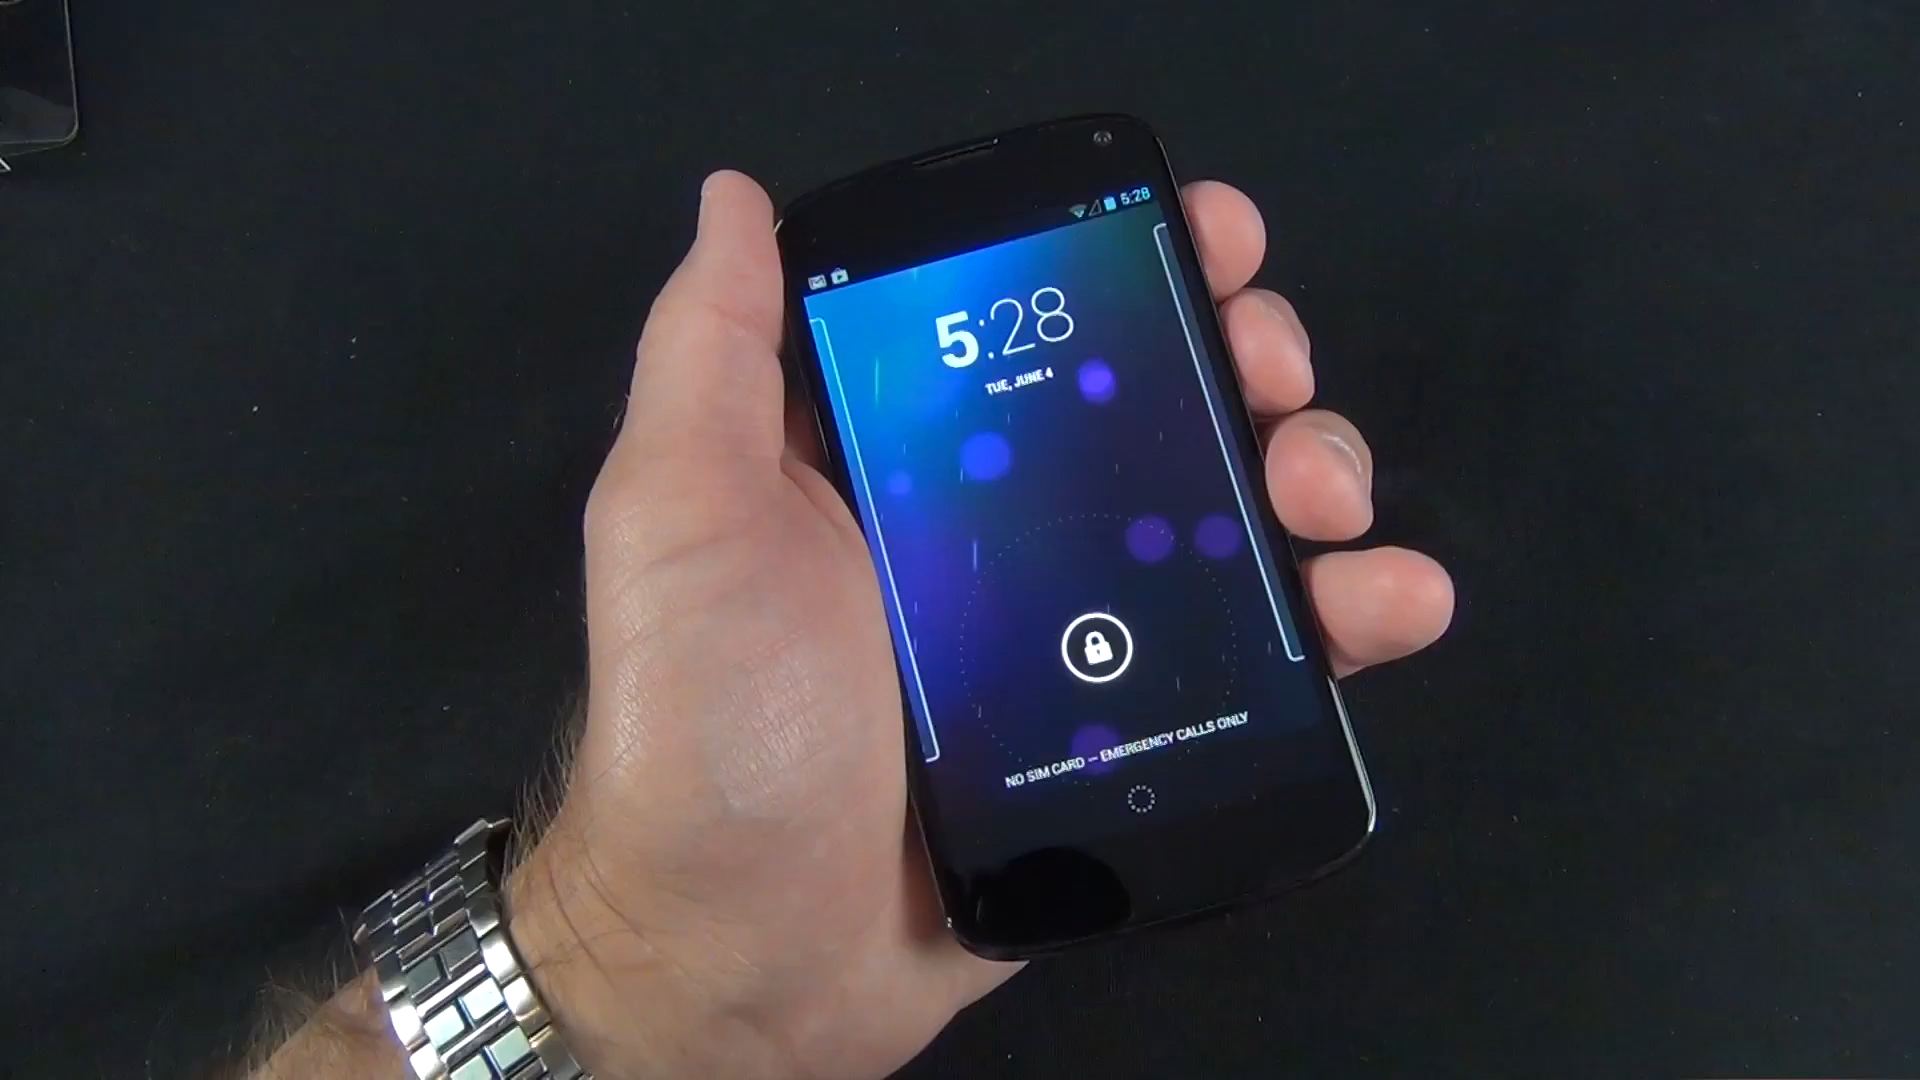 5:28
5:28
TUE, JUNE 4
NO SIM CARD — EMERGENCY CALLS ONLY